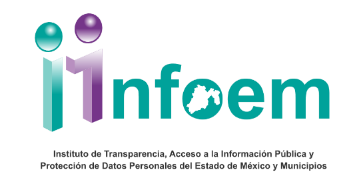 infoem
Instituto de Transparencia, Acceso a la Información Pública y
Protección de Datos Personales del Estado de México y Municipios